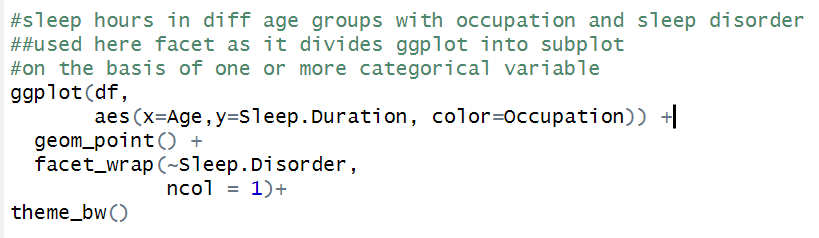 #sleep hours in diff age groups with occupation and sleep disorder
##used here facet as it divides ggplot into subplot
#on the basis of one or more categorical variable
ggplot(df,
       aes(x=Age,y=Sleep.Duration, color=Occupation)) +
  geom_point() +
  facet_wrap(~Sleep.Disorder,
             ncol = 1)+
theme_bw()